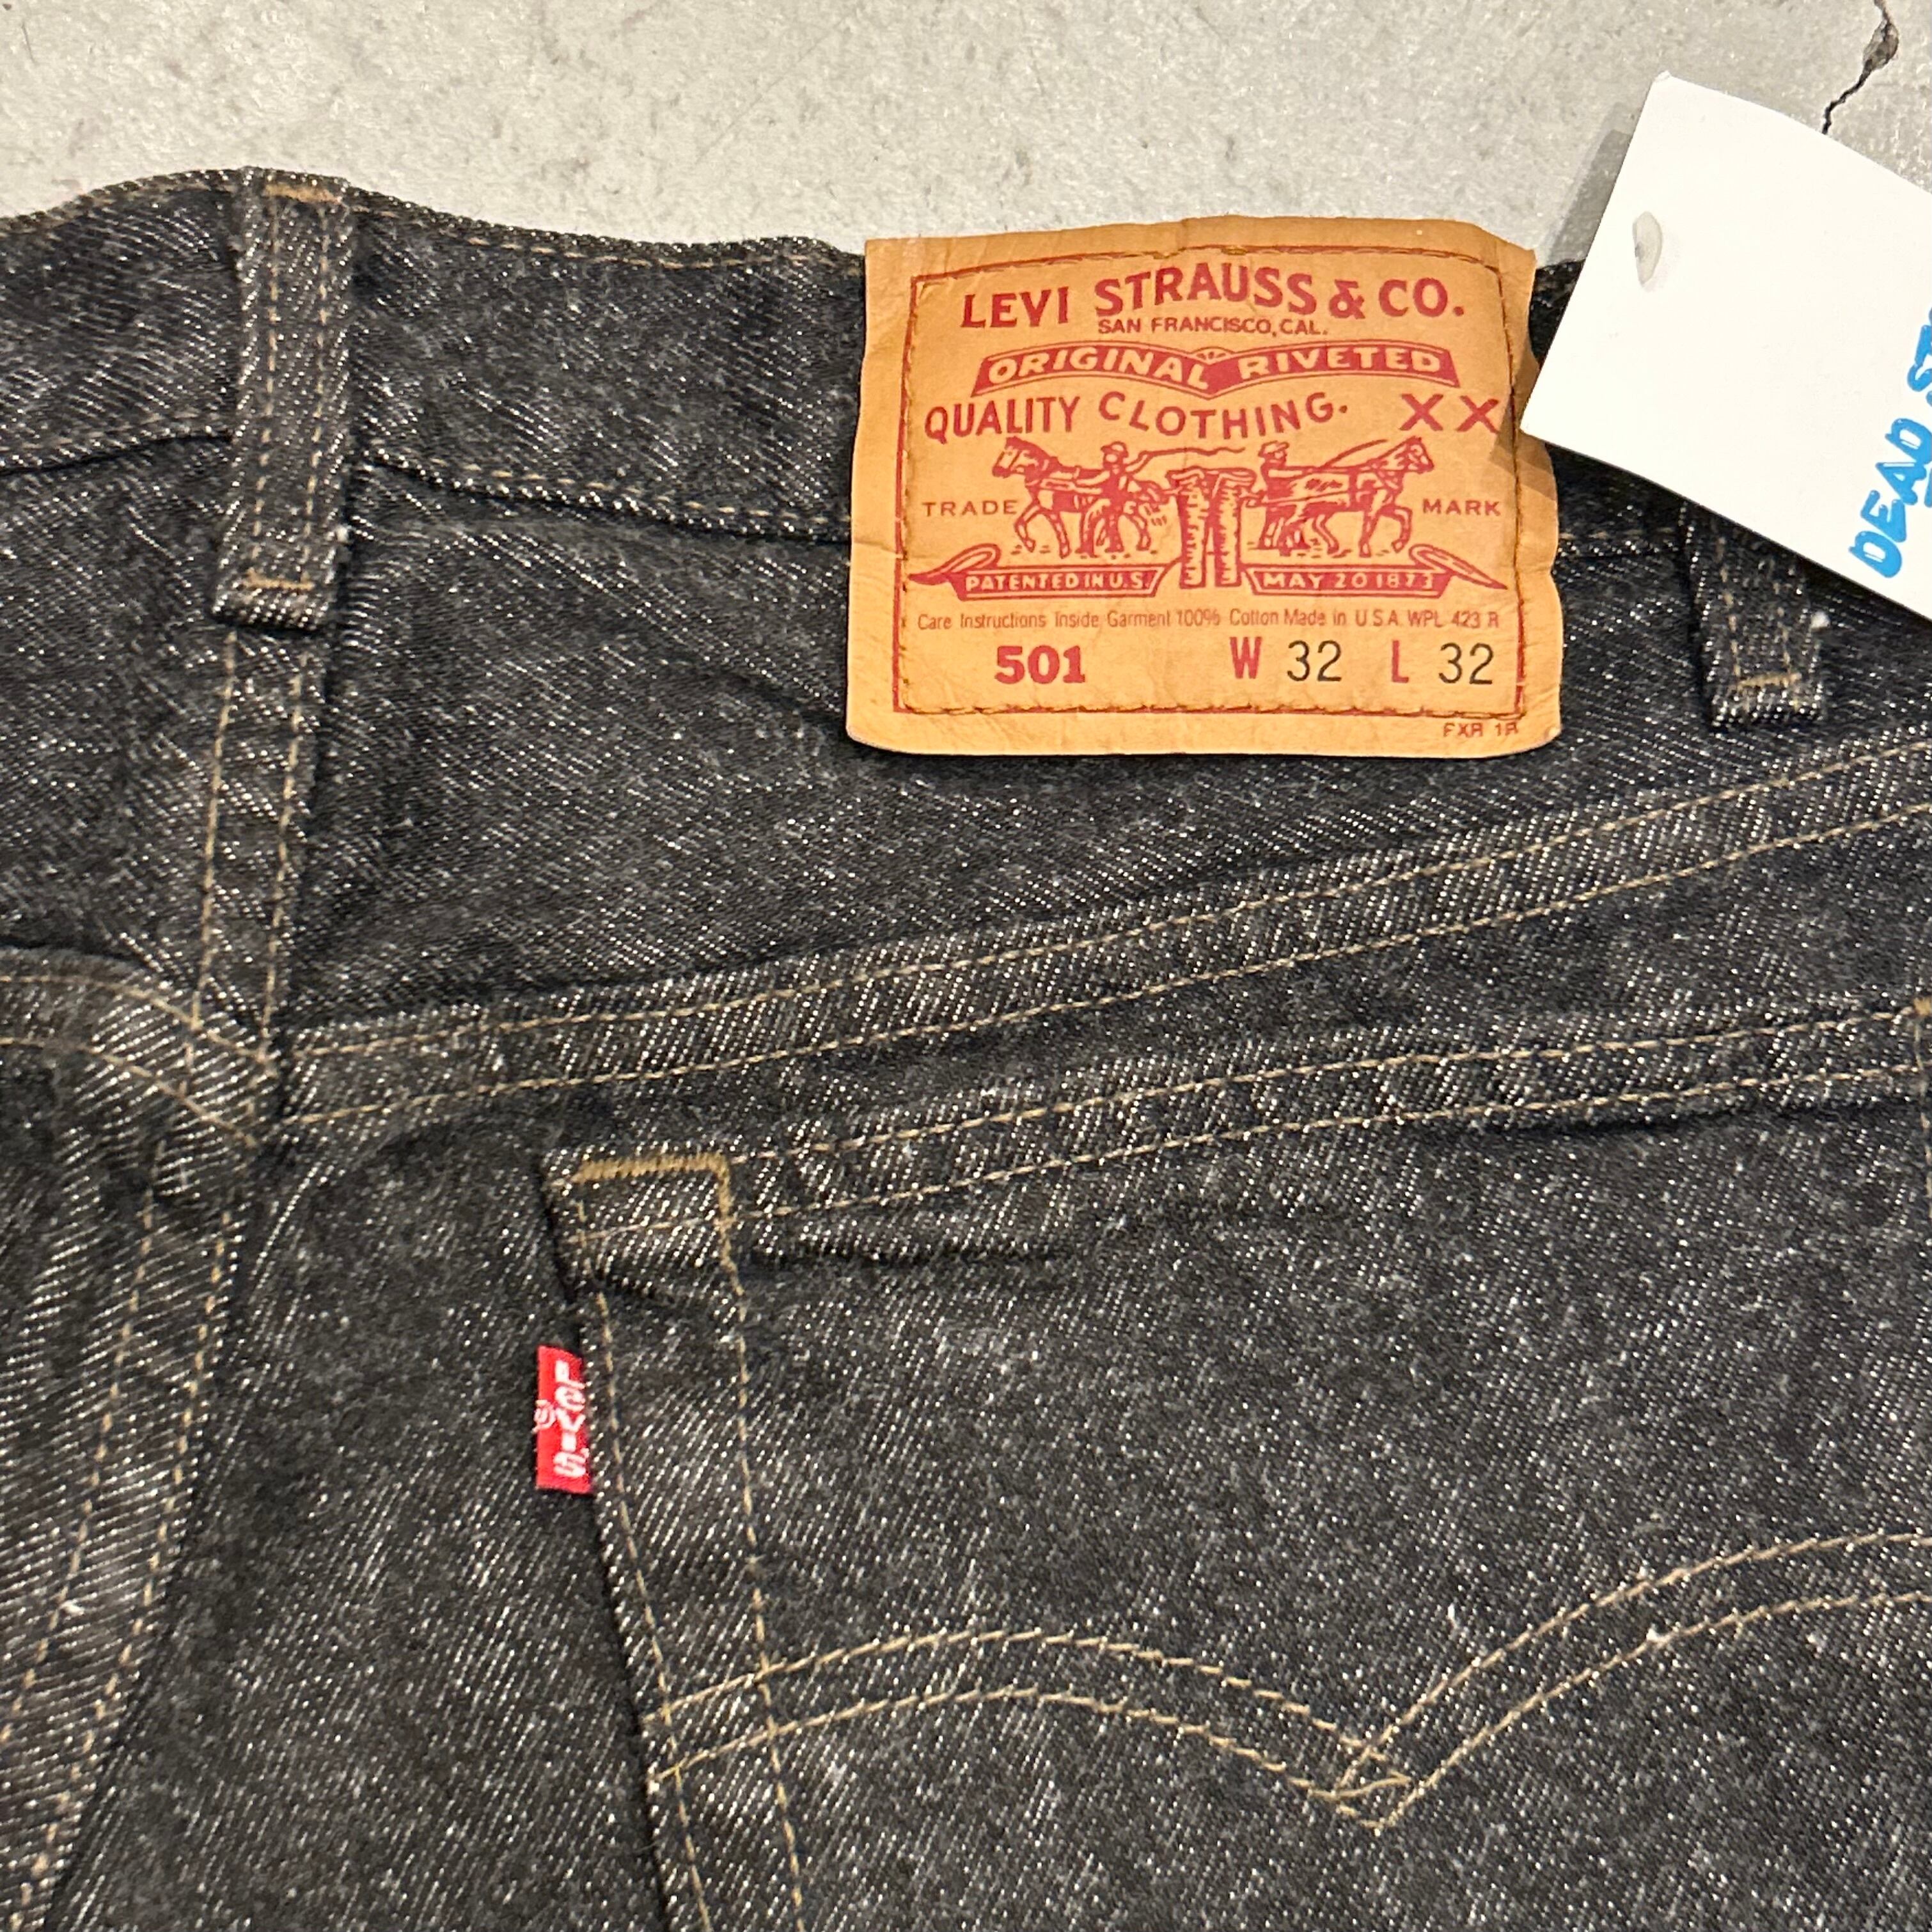 LEVI STRAUSS & CO.
SAN FRANCISCO, CAL.
ORIGINAL RIVETED
QUALITY CLOTHING. XX
TRADE MARK
PATENTED IN U.S. MAY 20 1873
Care Instructions Inside Garment 100% Cotton Made in U S A WPL 423 R
501 W 32 L 32
FXR 1R
DEAD
LEVI'S